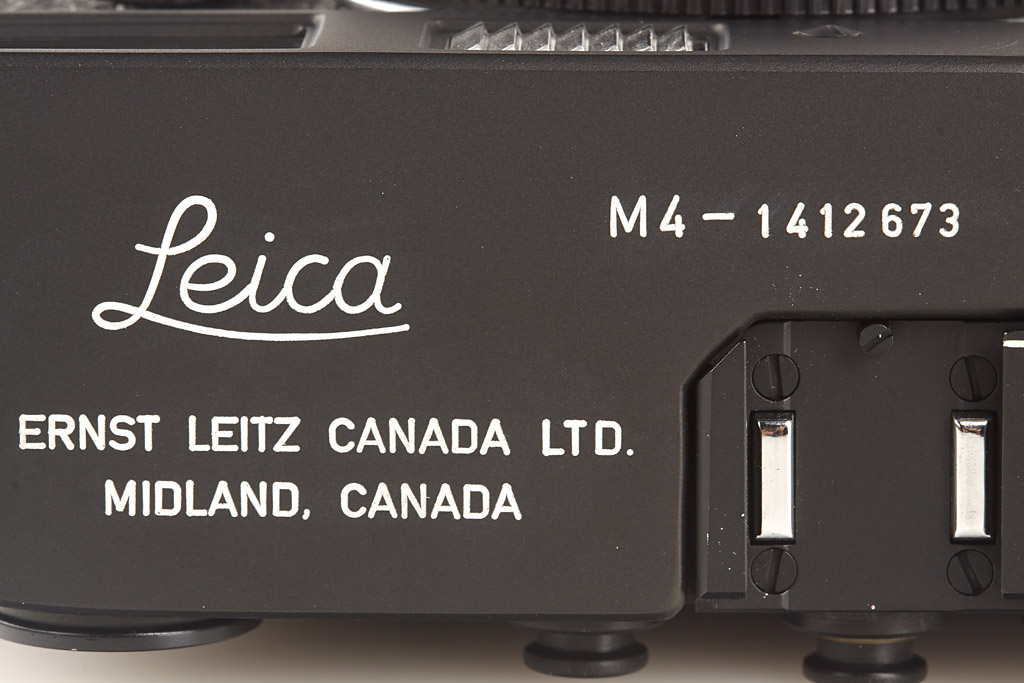 Leica
M4-1412673
ERNST LEITZ CANADA LTD.
MIDLAND, CANADA